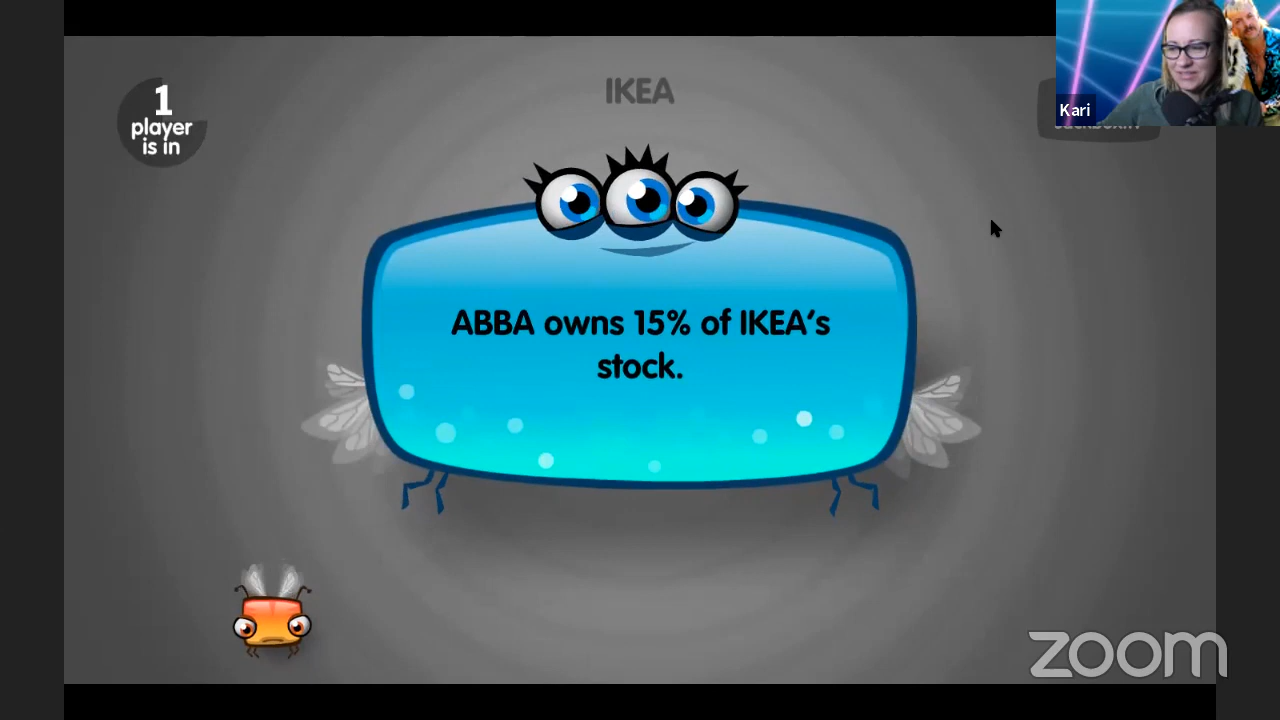 IKEA
1
player
is in
Kari
ABBA owns 15% of IKEA's
stock.
zoom